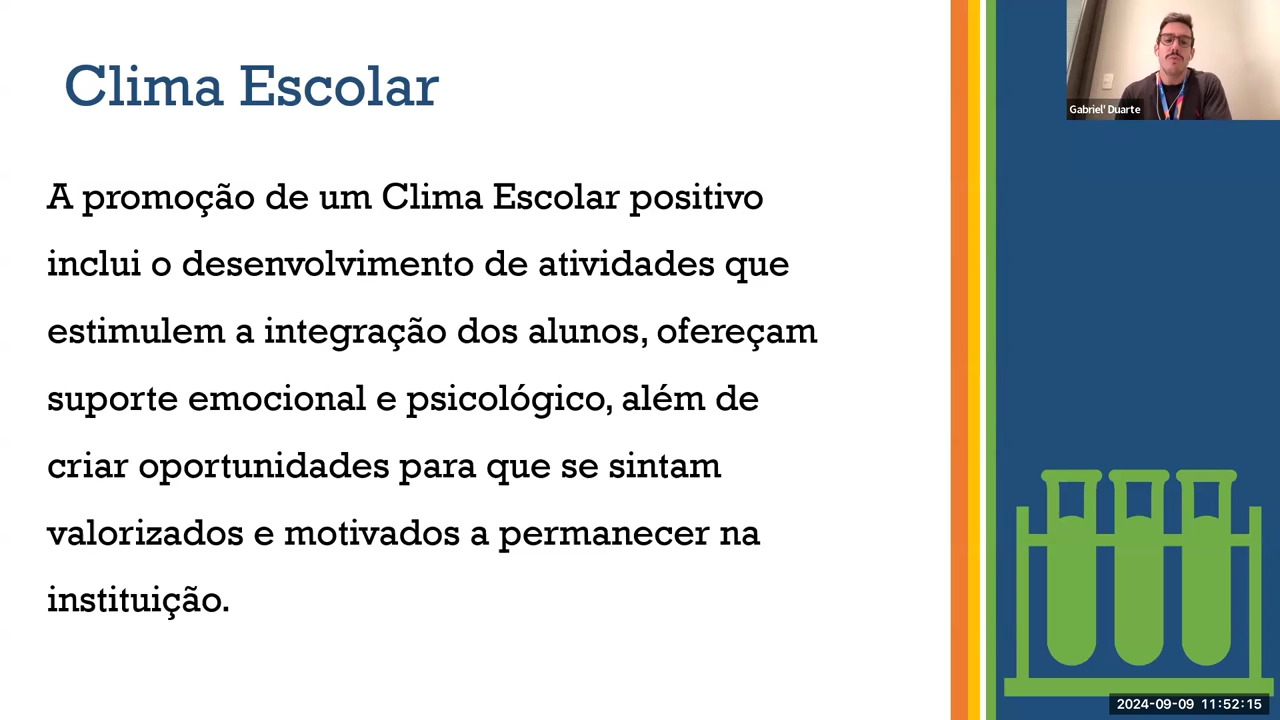 Clima Escolar
A promoção de um Clima Escolar positivo
inclui o desenvolvimento de atividades que
estimulem a integração dos alunos, ofereçam
suporte emocional e psicológico, além de
criar oportunidades para que se sintam
valorizados e motivados a permanecer na
instituição.
Gabriel' Duarte
2024-09-09 11:52:15